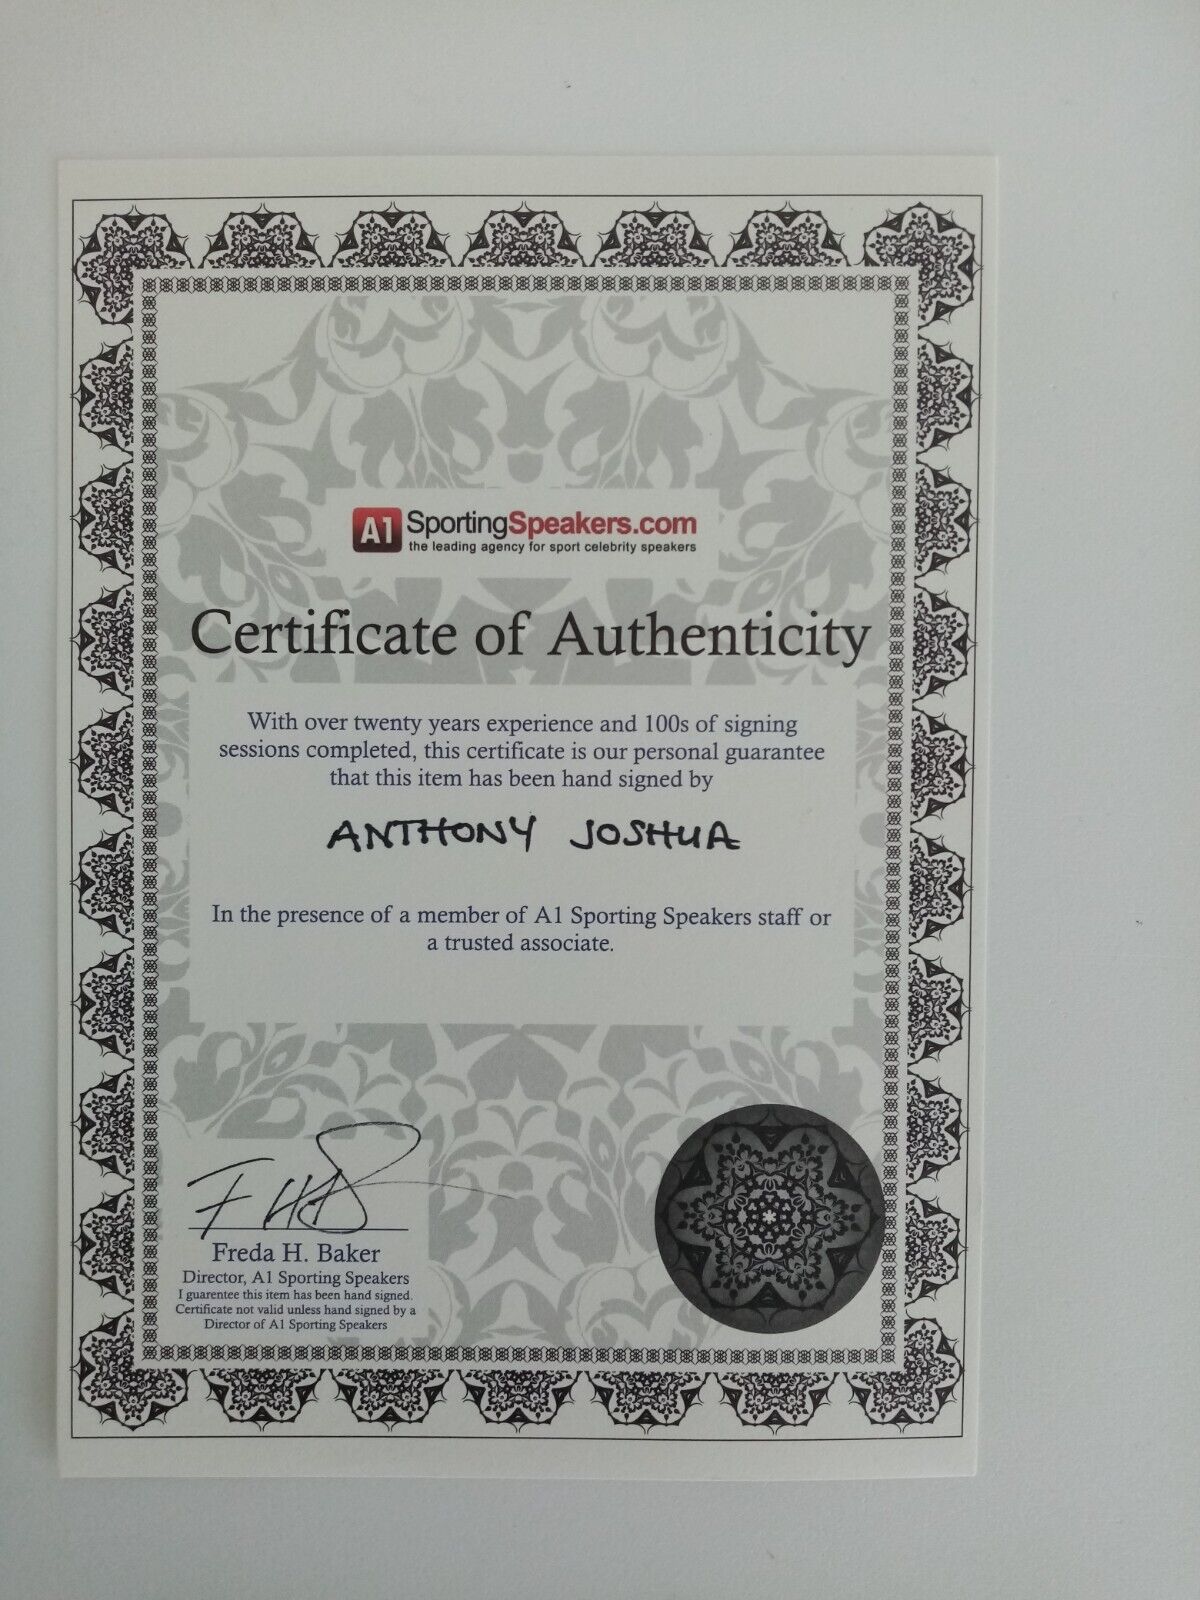 A1 SportingSpeakers.com
the leading agency for sport celebrity speakers
Certificate of Authenticity
With over twenty years experience and 100s of signing
sessions completed, this certificate is our personal guarantee
that this item has been hand signed by
ANTHONY JOSHUA
In the presence of a member of A1 Sporting Speakers staff or
a trusted associate.
Freda H. Baker
Director, A1 Sporting Speakers
I guarentee this item has been hand signed.
Certificate not valid unless hand signed by a
Director of A1 Sporting Speakers